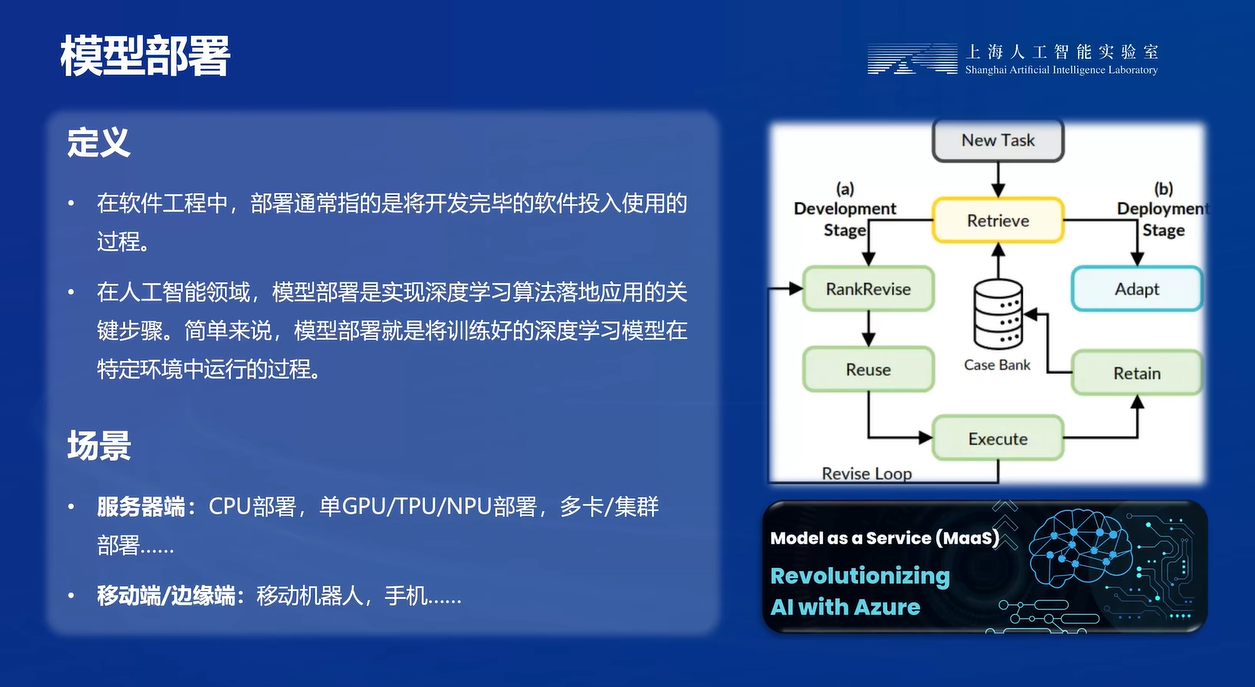 模型部署
上海人工智能实验室
Shanghai Artificial Intelligence Laboratory
定义
• 在软件工程中，部署通常指的是将开发完毕的软件投入使用的
过程。
• 在人工智能领域，模型部署是实现深度学习算法落地应用的关
键步骤。简单来说，模型部署就是将训练好的深度学习模型在
特定环境中运行的过程。
场景
• 服务器端：CPU部署，单GPU/TPU/NPU部署，多卡/集群
部署……
• 移动端/边缘端：移动机器人，手机……
New Task
(a)
Development
Stage
Retrieve
(b)
Deployment
Stage
RankRevise
Adapt
Case Bank
Reuse
Retain
Execute
Revise Loop
Model as a Service (MaaS)
Revolutionizing
AI with Azure